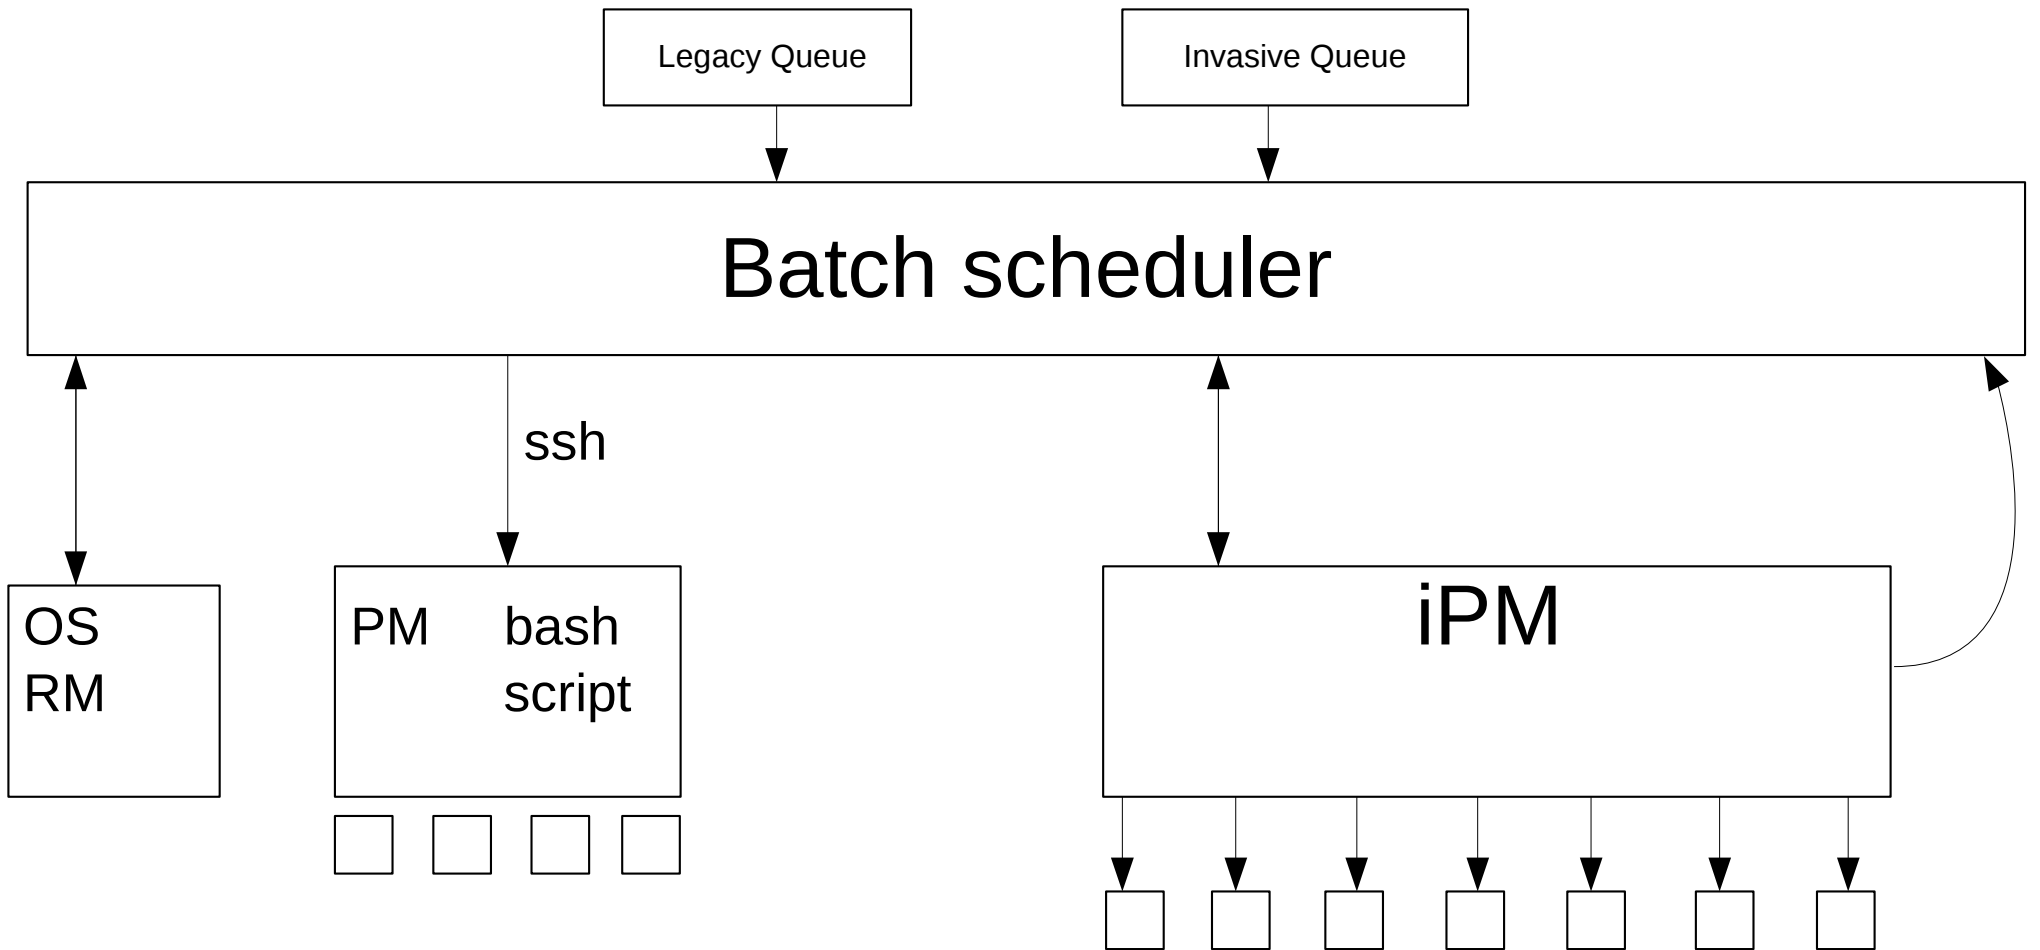 Legacy Queue
Invasive Queue
Batch scheduler
ssh
OS
RM
PM bash
script
iPM